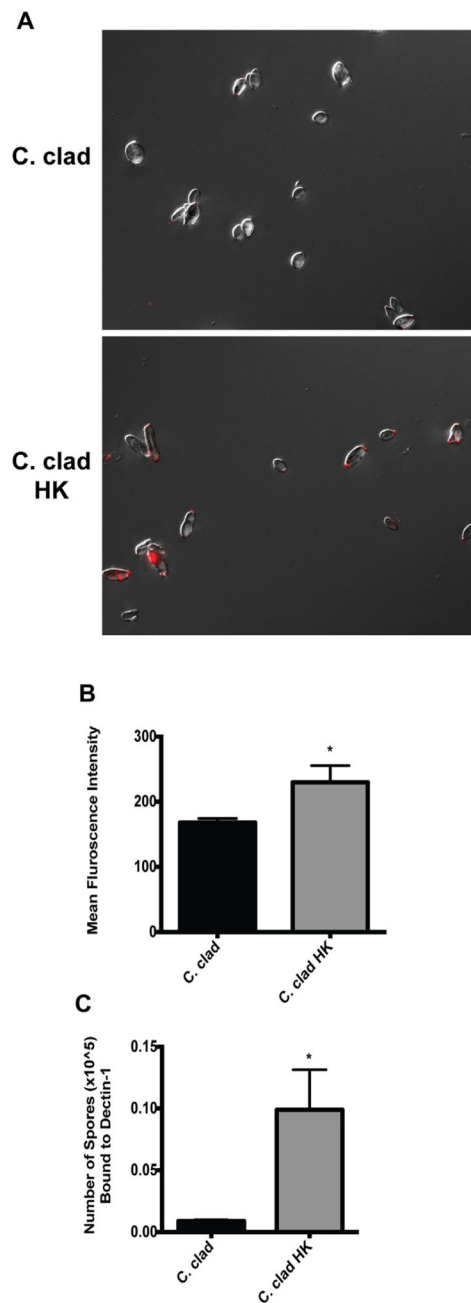 A
C. clad
C. clad
HK
B
Mean Fluroscence Intensity
300
200
100
0
*
C. clad
C. clad HK
C
Number of Spores (x10^5)
Bound to Dectin-1
0.15
0.10
0.05
0.00
*
C. clad
C. clad HK